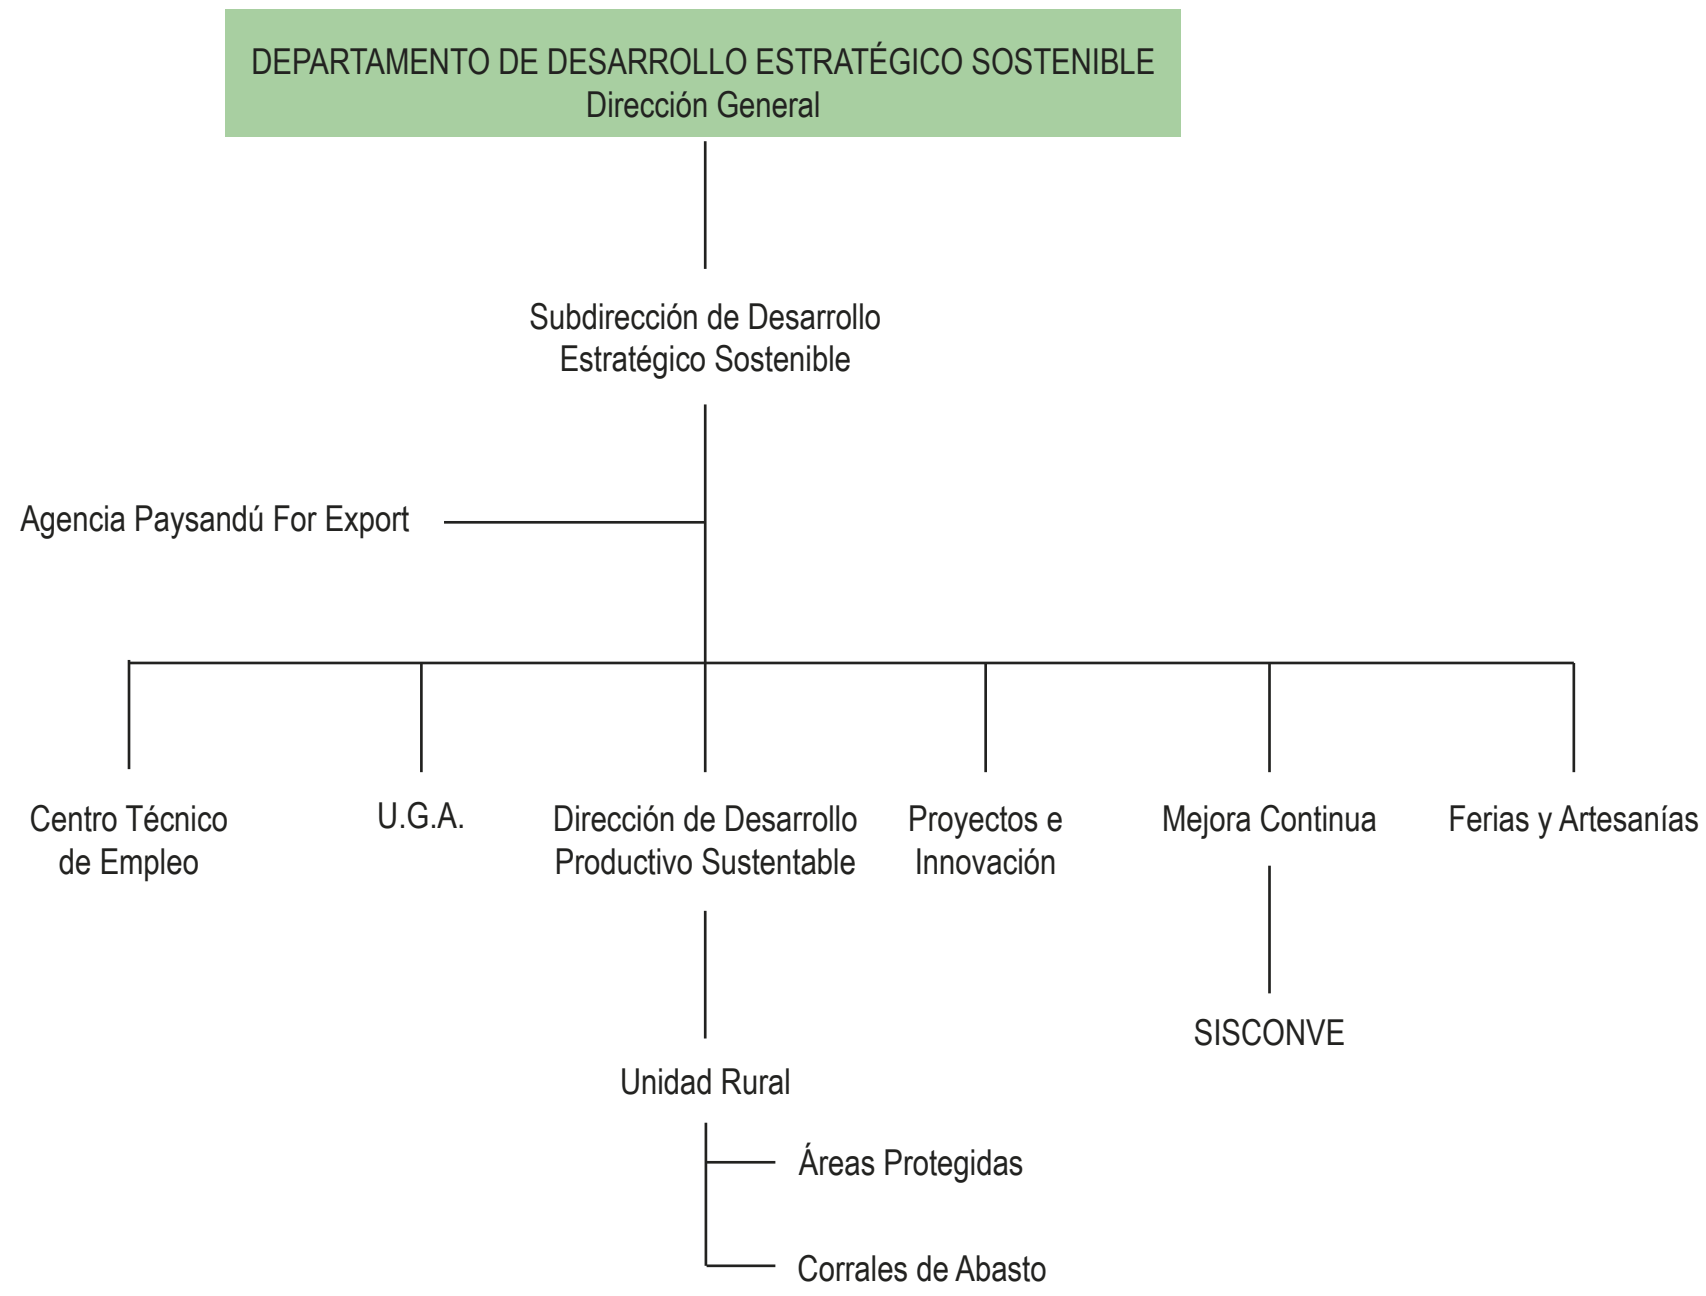 DEPARTAMENTO DE DESARROLLO ESTRATÉGICO SOSTENIBLE
Dirección General
Subdirección de Desarrollo
Estratégico Sostenible
Agencia Paysandú For Export
Centro Técnico
de Empleo
U.G.A.
Dirección de Desarrollo
Productivo Sustentable
Proyectos e
Innovación
Mejora Continua
Ferias y Artesanías
SISCONVE
Unidad Rural
Áreas Protegidas
Corrales de Abasto